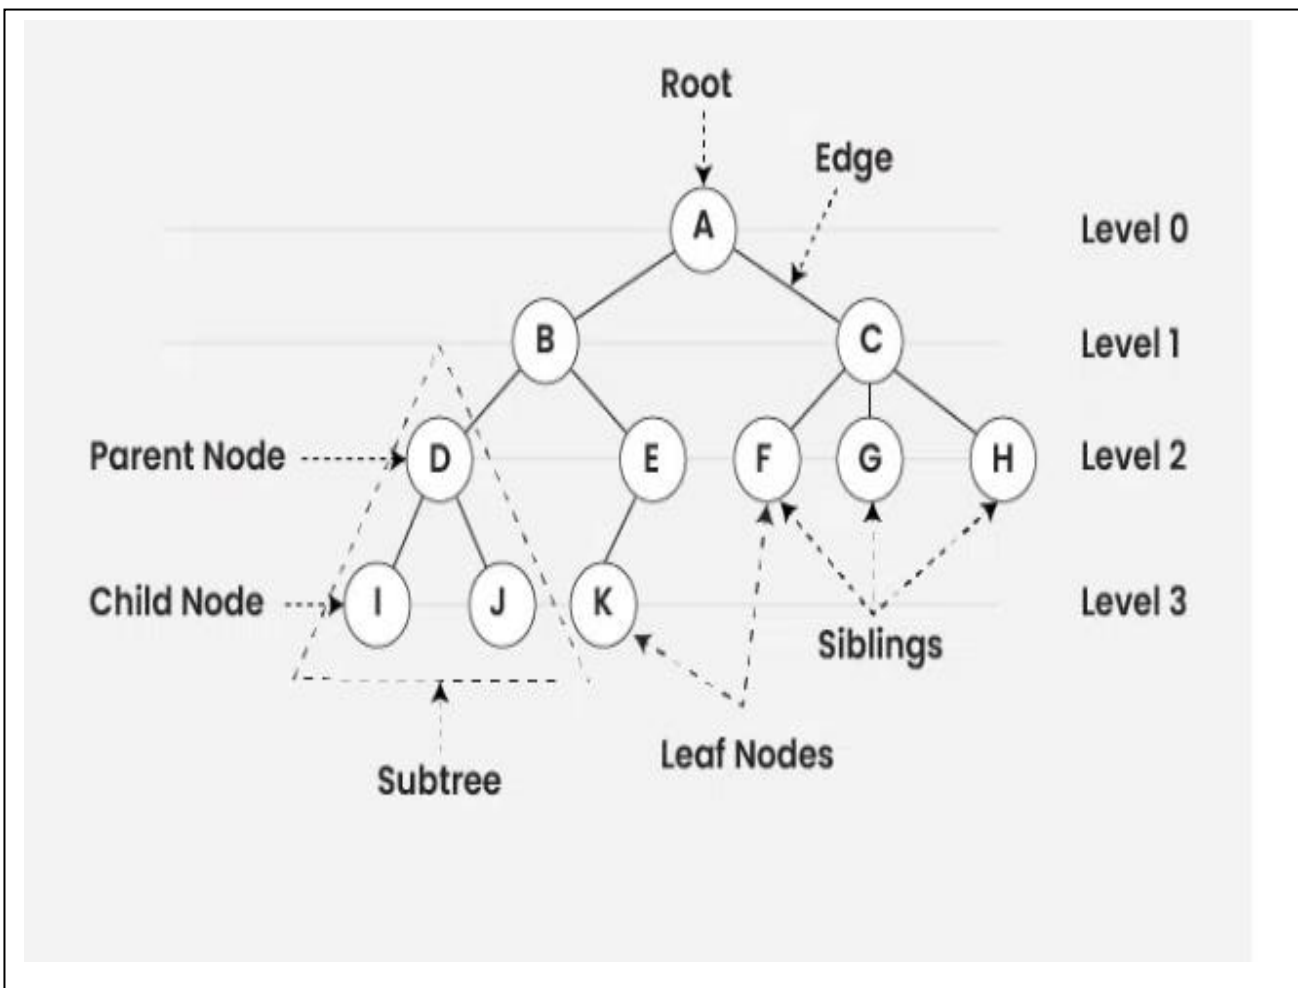 Root
Edge
A
Level 0
B
C
Level 1
Parent Node
D
E
F
G
H
Level 2
Child Node
I
J
K
Level 3
Siblings
Leaf Nodes
Subtree